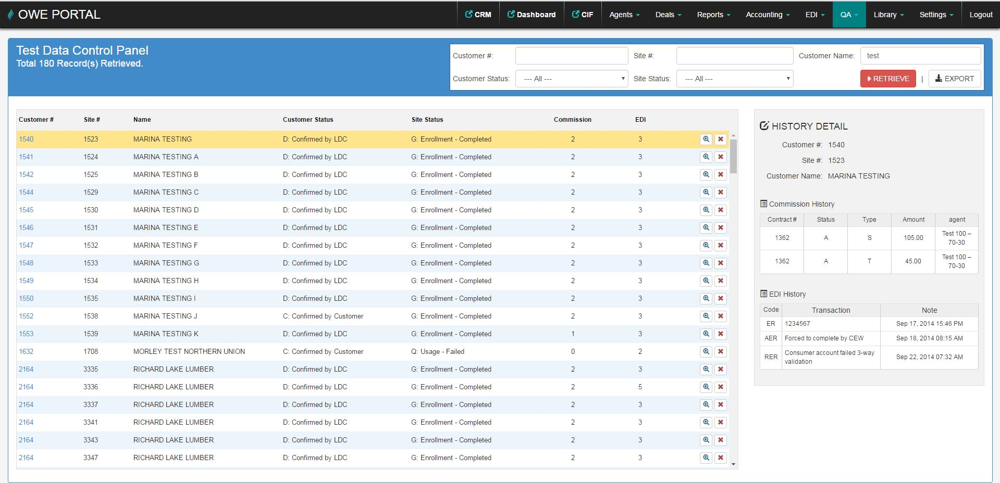 OWE PORTAL
CRM Dashboard CIF Agents Deals Reports Accounting EDI QA Library Settings Logout
Test Data Control Panel
Total 180 Record(s) Retrieved.
Customer #: Site #: Customer Name: test
Customer Status: --- All --- Site Status: --- All --- RETRIEVE | EXPORT
Customer # Site # Name Customer Status Site Status Commission EDI
1540 1523 MARINA TESTING D: Confirmed by LDC G: Enrollment - Completed 2 3
1541 1524 MARINA TESTING A D: Confirmed by LDC G: Enrollment - Completed 2 3
1542 1525 MARINA TESTING B D: Confirmed by LDC G: Enrollment - Completed 2 3
1544 1529 MARINA TESTING C D: Confirmed by LDC G: Enrollment - Completed 2 3
1545 1530 MARINA TESTING D D: Confirmed by LDC G: Enrollment - Completed 2 3
1546 1531 MARINA TESTING E D: Confirmed by LDC G: Enrollment - Completed 2 3
1547 1532 MARINA TESTING F D: Confirmed by LDC G: Enrollment - Completed 2 3
1548 1533 MARINA TESTING G D: Confirmed by LDC G: Enrollment - Completed 2 3
1549 1534 MARINA TESTING H D: Confirmed by LDC G: Enrollment - Completed 2 3
1550 1535 MARINA TESTING I D: Confirmed by LDC G: Enrollment - Completed 2 3
1552 1538 MARINA TESTING J C: Confirmed by Customer G: Enrollment - Completed 2 3
1553 1539 MARINA TESTING K D: Confirmed by LDC G: Enrollment - Completed 1 3
1632 1708 MORLEY TEST NORTHERN UNION C: Confirmed by Customer Q: Usage - Failed 0 2
2164 3335 RICHARD LAKE LUMBER D: Confirmed by LDC G: Enrollment - Completed 2 3
2164 3336 RICHARD LAKE LUMBER D: Confirmed by LDC G: Enrollment - Completed 2 5
2164 3337 RICHARD LAKE LUMBER D: Confirmed by LDC G: Enrollment - Completed 2 3
2164 3341 RICHARD LAKE LUMBER D: Confirmed by LDC G: Enrollment - Completed 2 3
2164 3343 RICHARD LAKE LUMBER D: Confirmed by LDC G: Enrollment - Completed 2 3
2164 3347 RICHARD LAKE LUMBER D: Confirmed by LDC G: Enrollment - Completed 2 3
HISTORY DETAIL
Customer #: 1540
Site #: 1523
Customer Name: MARINA TESTING
Commission History
Contract # Status Type Amount agent
1362 A S 105.00 Test 100 –
70-30
1362 A T 45.00 Test 100 –
70-30
EDI History
Code Transaction Note
ER 1234567 Sep 17, 2014 15:46 PM
AER Forced to complete by CEW Sep 18, 2014 08:15 AM
RER Consumer account failed 3-way
validation Sep 22, 2014 07:32 AM